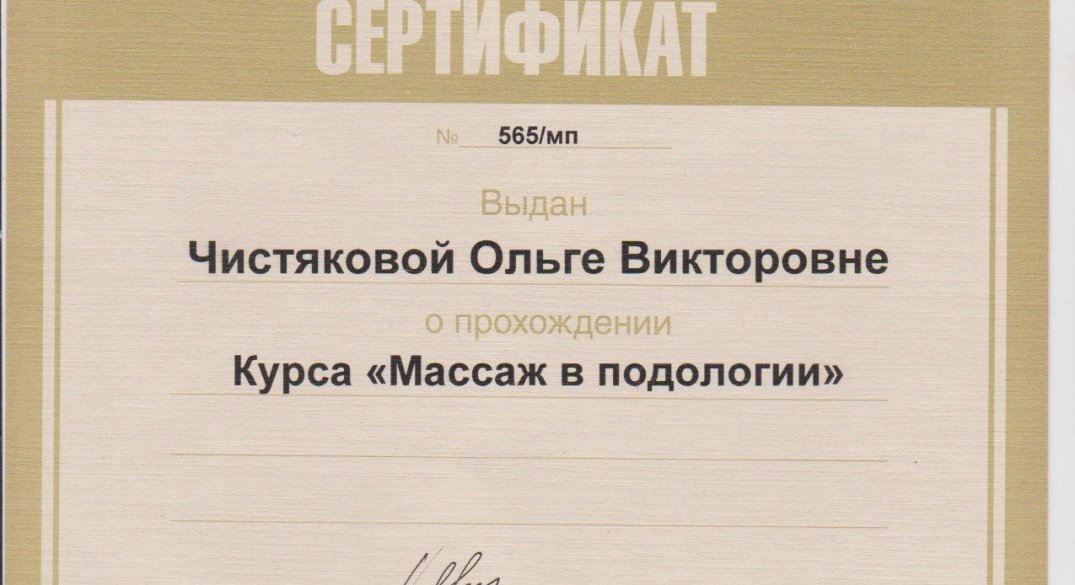 СЕРТИФИКАТ
№ 565/мп
Выдан
Чистяковой Ольге Викторовне
о прохождении
Курса «Массаж в подологии»